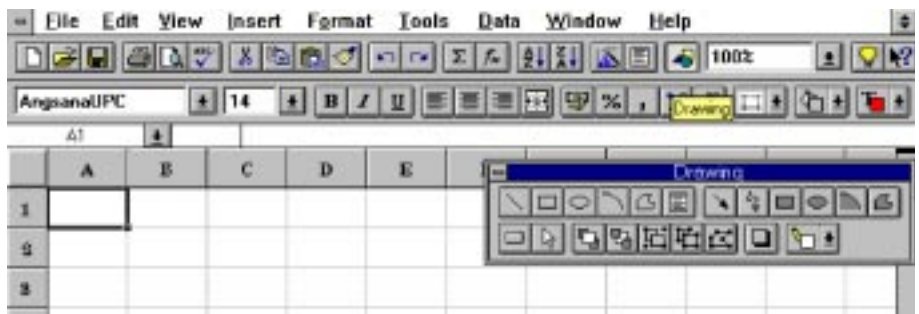 File Edit View Insert Format Tools Data Window Help
100%
AngsanaUPC 14 B I U % ,
Drawing
A1
A B C D E
Drawing
1
2
3